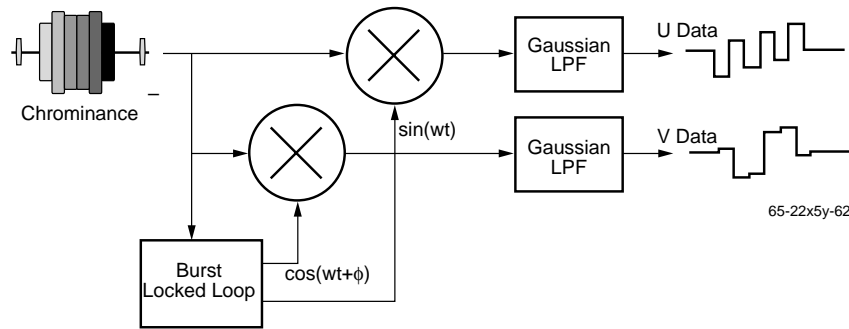 Chrominance
sin(wt)
Gaussian
LPF
U Data
Gaussian
LPF
V Data
65-22x5y-62
Burst
Locked Loop
cos(wt+ϕ)